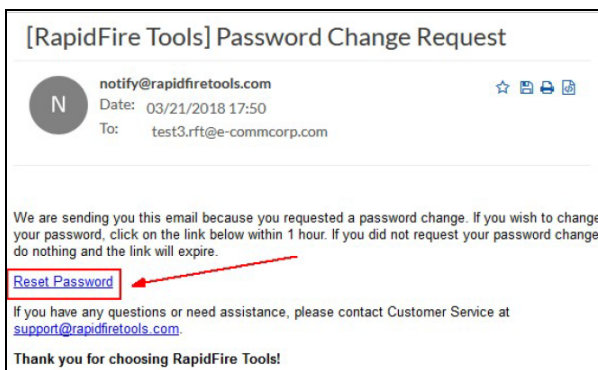 [RapidFire Tools] Password Change Request
N
notify@rapidfiretools.com
Date: 03/21/2018 17:50
To: test3.rft@e-commcorp.com
We are sending you this email because you requested a password change. If you wish to change
your password, click on the link below within 1 hour. If you did not request your password change
do nothing and the link will expire.
Reset Password
If you have any questions or need assistance, please contact Customer Service at
support@rapidfiretools.com.
Thank you for choosing RapidFire Tools!